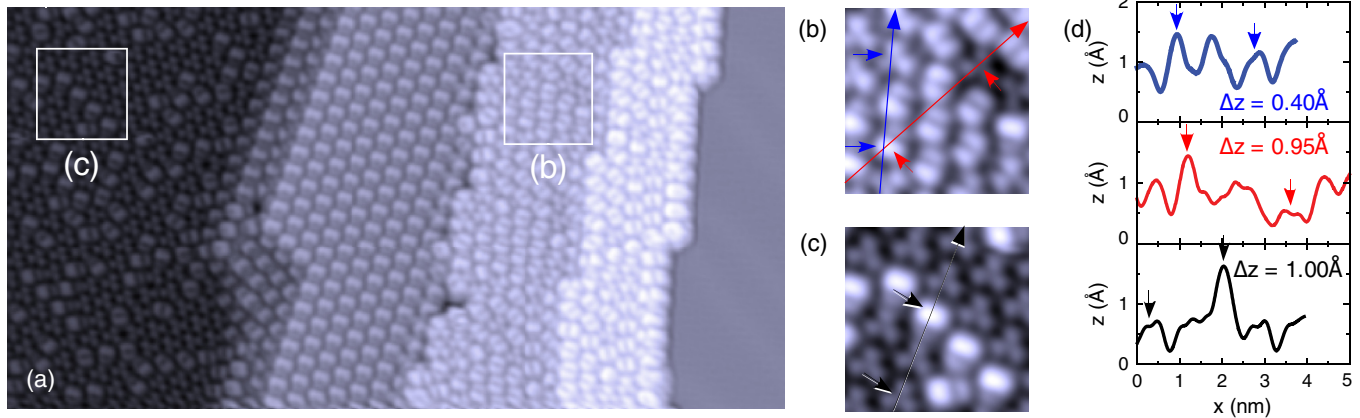 (c)
(b)
(a)
(b)
(c)
(d)
2
z (Å)
1
Δz = 0.40Å
0
z (Å)
1
Δz = 0.95Å
0
z (Å)
1
Δz = 1.00Å
0
0 1 2 3 4 5
x (nm)